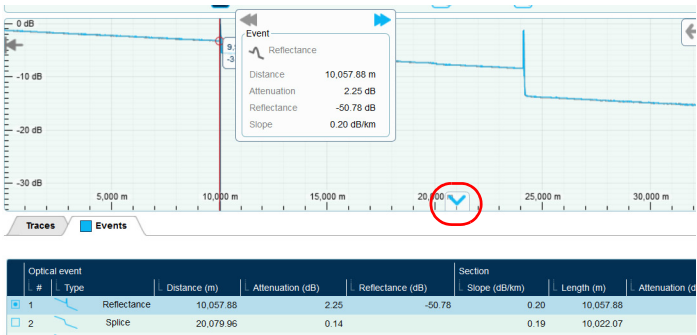 0 dB
Event
Reflectance
Distance 10,057.88 m
Attenuation 2.25 dB
Reflectance -50.78 dB
Slope 0.20 dB/km
-10 dB
-20 dB
-30 dB
5,000 m 10,000 m 15,000 m 20,000 m 25,000 m 30,000 m
Traces Events
Optical event Section
# Type Distance (m) Attenuation (dB) Reflectance (dB) Slope (dB/km) Length (m) Attenuation (d
1 Reflectance 10,057.88 2.25 -50.78 0.20 10,057.88
2 Splice 20,079.96 0.14 0.19 10,022.07